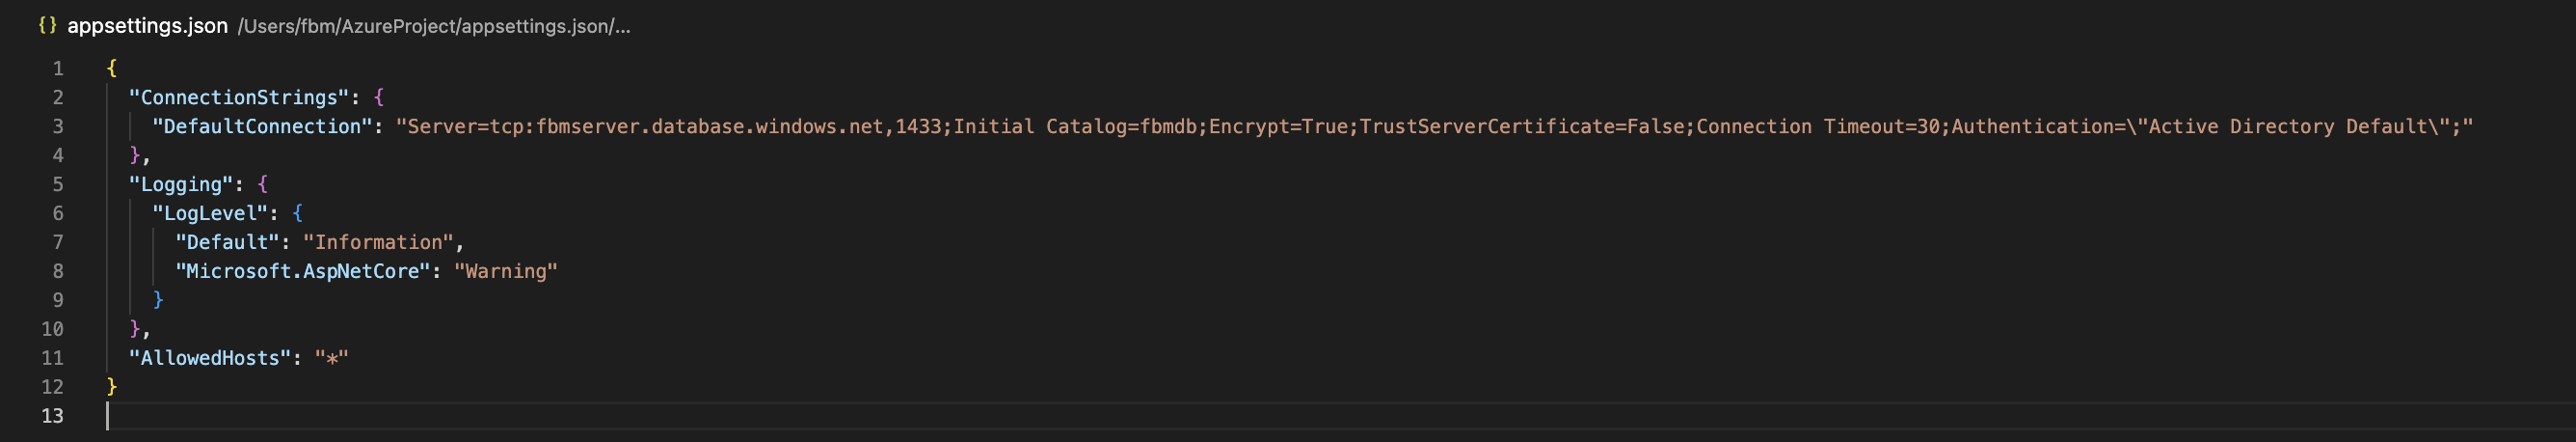 {} appsettings.json /Users/fbm/AzureProject/appsettings.json/...
1 {
2 "ConnectionStrings": {
3 "DefaultConnection": "Server=tcp:fbmserver.database.windows.net,1433;Initial Catalog=fbmdb;Encrypt=True;TrustServerCertificate=False;Connection Timeout=30;Authentication=\"Active Directory Default\";"
4 },
5 "Logging": {
6 "LogLevel": {
7 "Default": "Information",
8 "Microsoft.AspNetCore": "Warning"
9 }
10 },
11 "AllowedHosts": "*"
12 }
13